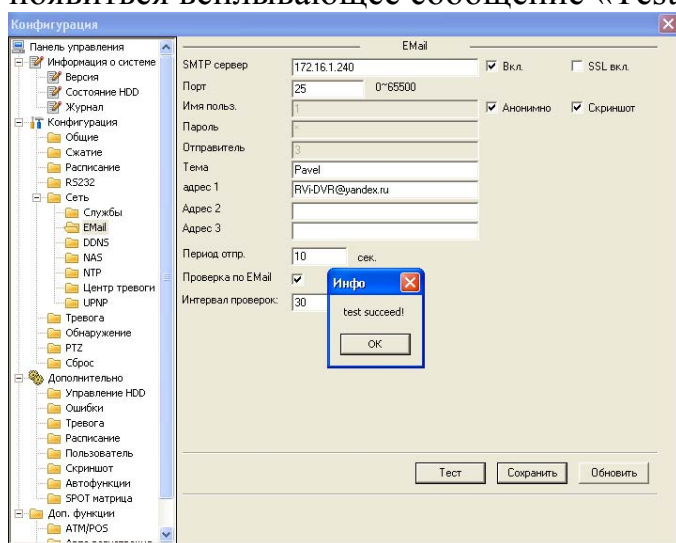 появиться всплывающее сообщение «Test
Конфигурация
Панель управления
Информация о системе
Версия
Состояние HDD
Журнал
Конфигурация
Общие
Сжатие
Расписание
RS232
Сеть
Службы
EMail
DDNS
NAS
NTP
Центр тревоги
UPNP
Тревога
Обнаружение
PTZ
Сброс
Дополнительно
Управление HDD
Ошибки
Тревога
Расписание
Пользователь
Скриншот
Автофункции
SPOT матрица
Доп. функции
ATM/POS
EMail
SMTP сервер 172.16.1.240 Вкл. SSL вкл.
Порт 25 0~65500
Имя польз. 1 Анонимно Скриншот
Пароль
Отправитель 3
Тема Pavel
адрес 1 RVi-DVR@yandex.ru
Адрес 2
Адрес 3
Период отпр. 10 сек.
Проверка по EMail
Интервал проверок: 30
Инфо
test succeed!
OK
Тест Сохранить Обновить